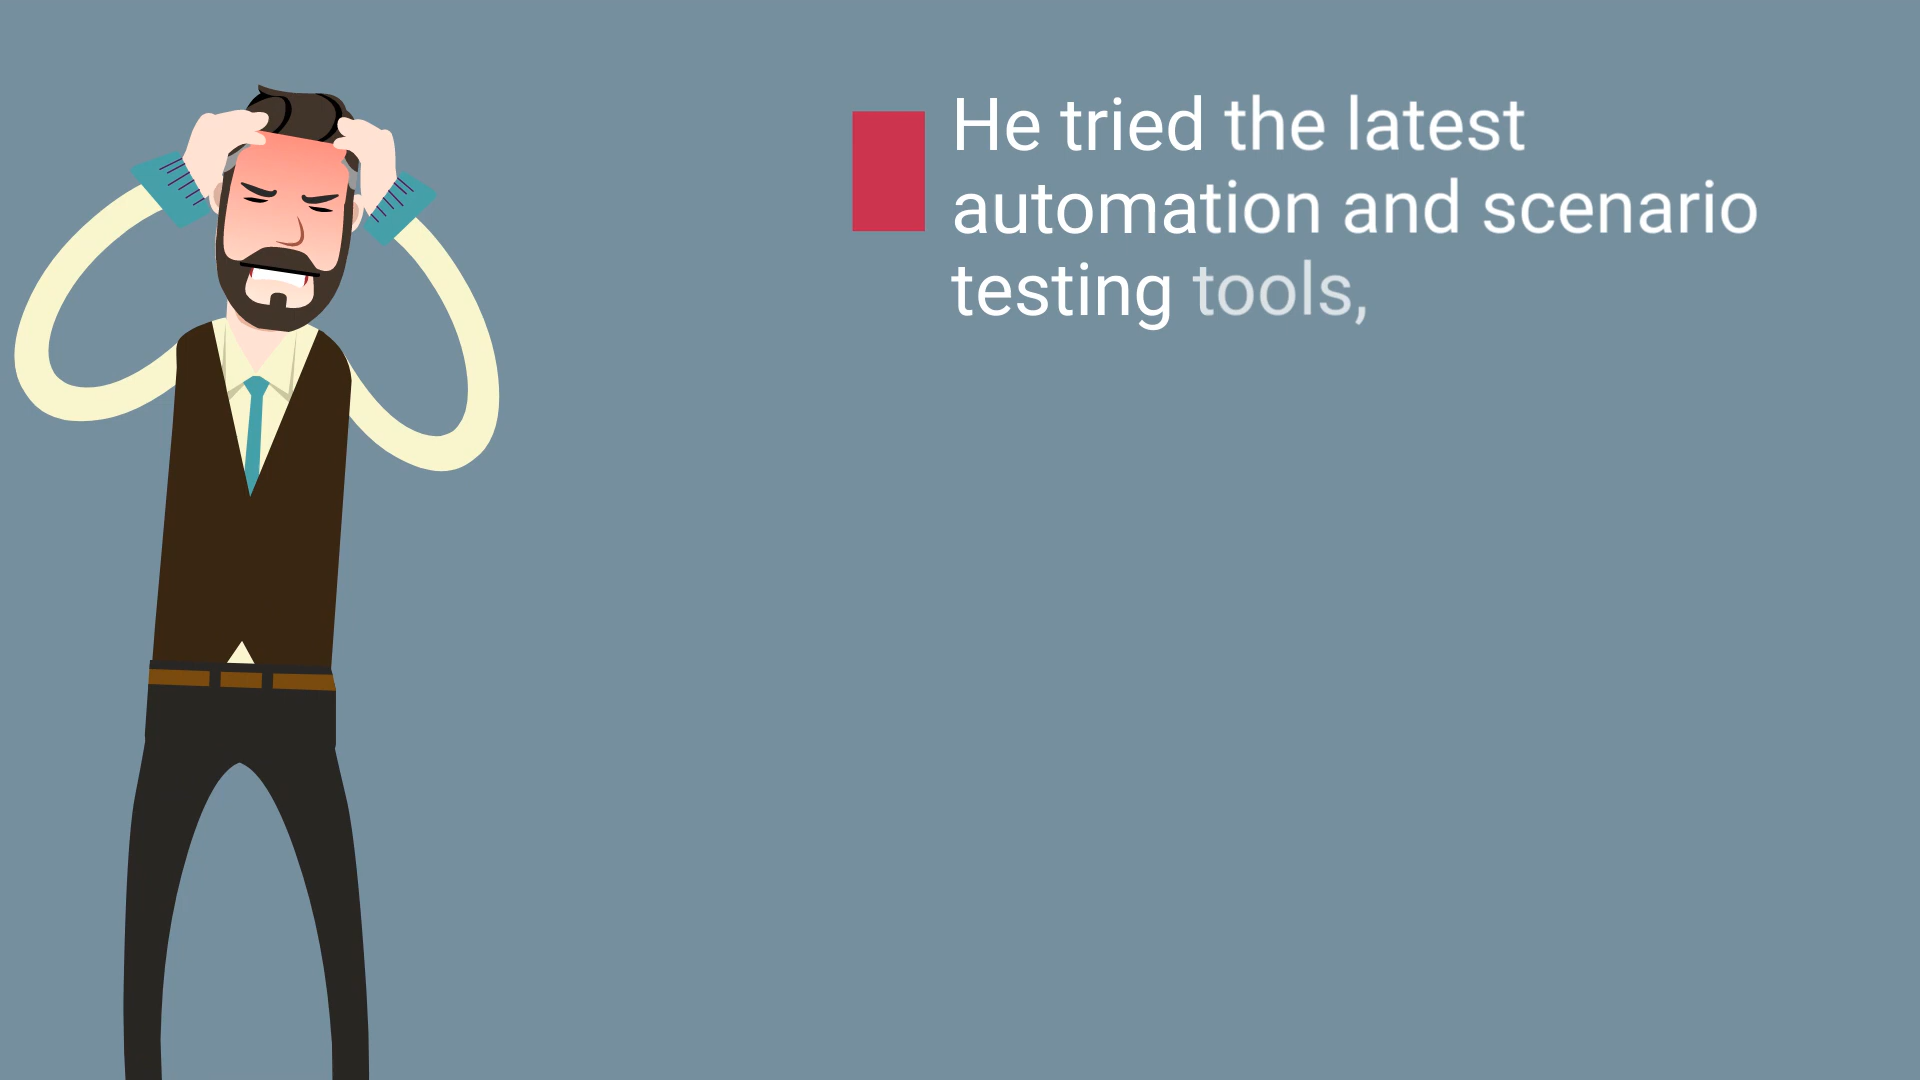 He tried the latest
automation and scenario
testing tools,